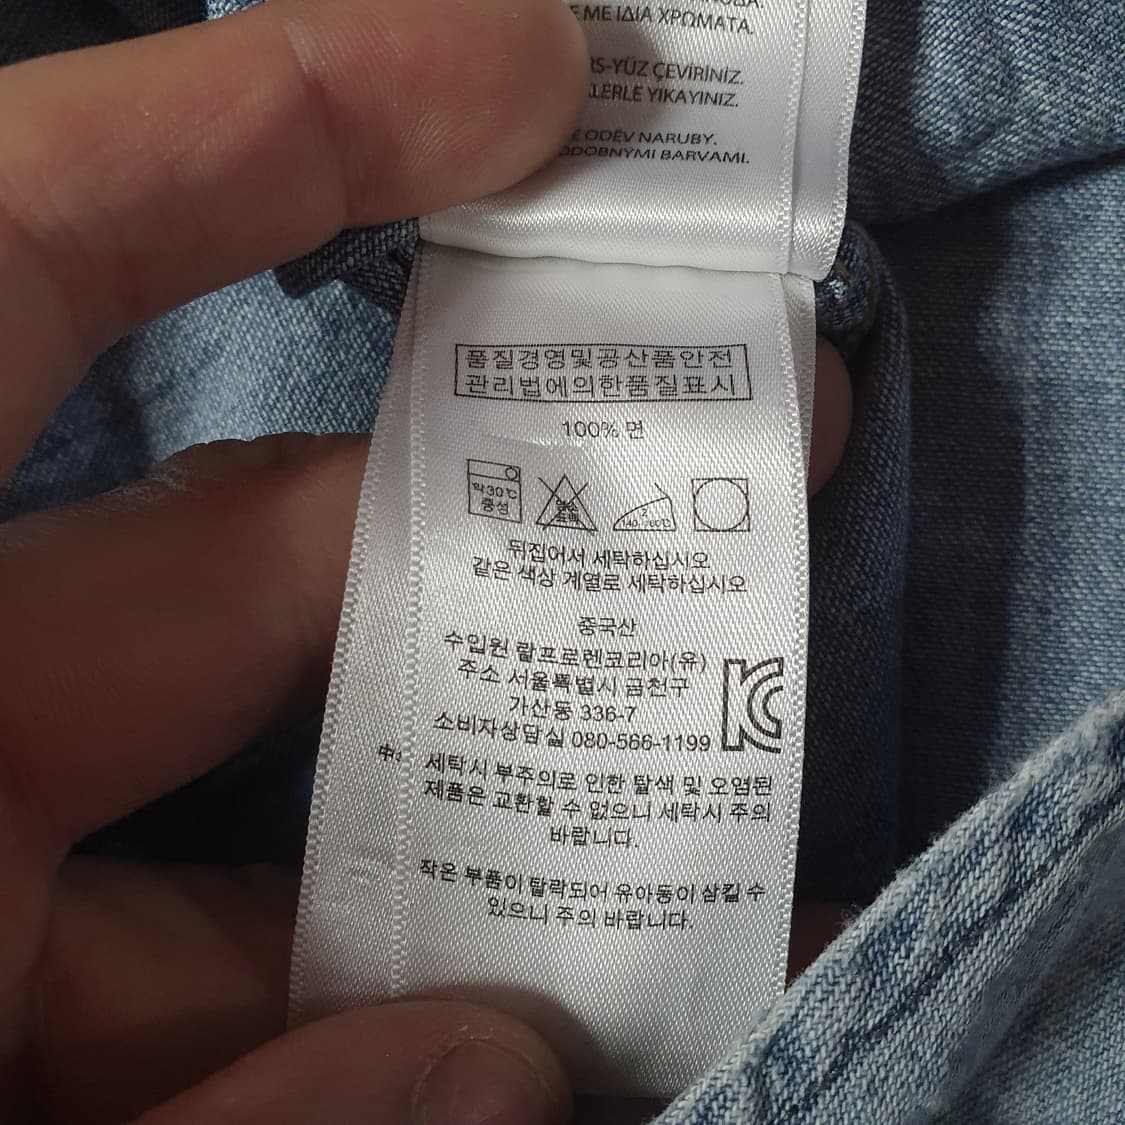 ΜΕ ΙΔΙΑ ΧΡΩΜΑΤΑ.
RS-YÜZ ÇEVİRİNİZ.
LERLE YIKAYINIZ.
ODĚV NARUBY.
ODOBNÝMI BARVAMI.
품질경영및공산품안전
관리법에의한품질표시
100% 면
약30℃
중성
뒤집어서 세탁하십시오
같은 색상 계열로 세탁하십시오
중국산
수입원 랄프로렌코리아(유)
주소 서울특별시 금천구
가산동 336-7
소비자상담실 080-566-1199
KC
세탁시 부주의로 인한 탈색 및 오염된
제품은 교환할 수 없으니 세탁시 주의
바랍니다.
작은 부품이 탈락되어 유아동이 삼킬 수
있으니 주의 바랍니다.